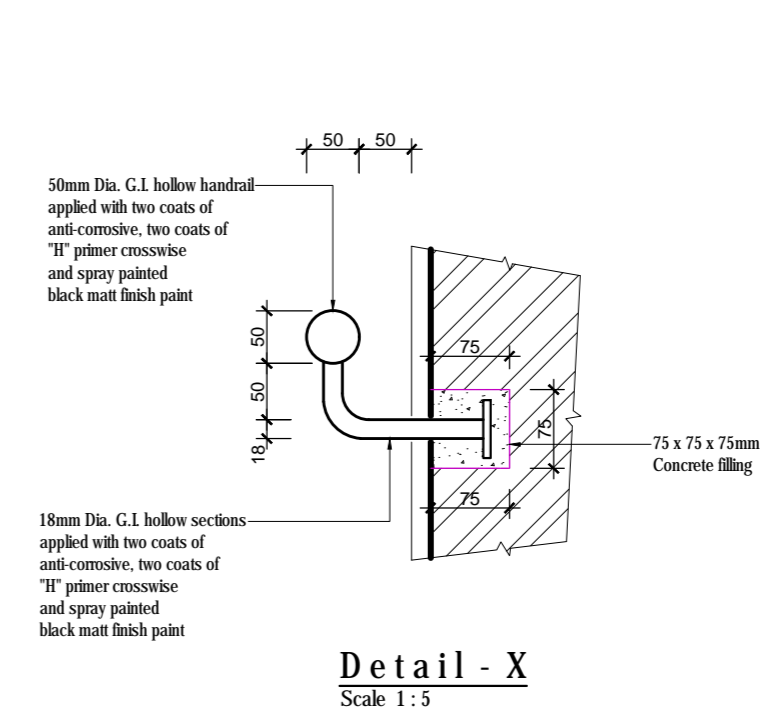 50 50
50mm Dia. G.I. hollow handrail
applied with two coats of
anti-corrosive, two coats of
"H" primer crosswise
and spray painted
black matt finish paint
50
75
50
75
18
75 x 75 x 75mm
Concrete filling
75
18mm Dia. G.I. hollow sections
applied with two coats of
anti-corrosive, two coats of
"H" primer crosswise
and spray painted
black matt finish paint
Detail - X
Scale 1 : 5